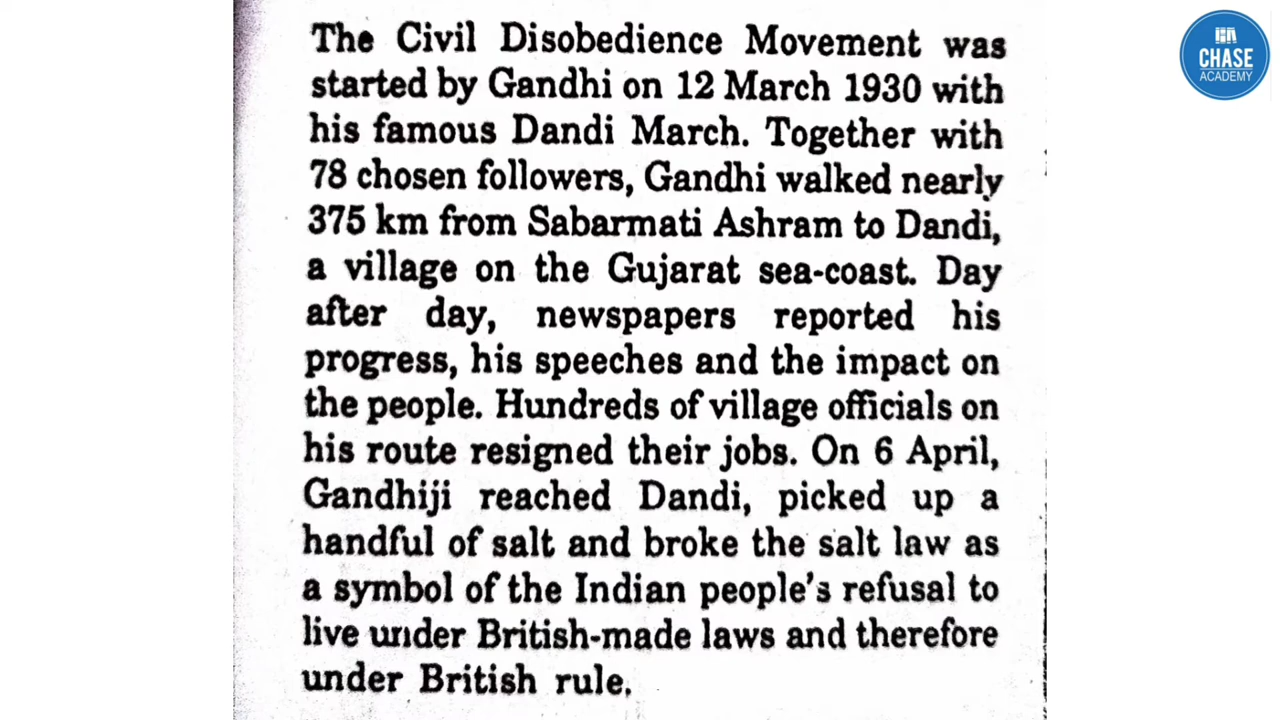 The Civil Disobedience Movement was
started by Gandhi on 12 March 1930 with
his famous Dandi March. Together with
78 chosen followers, Gandhi walked nearly
375 km from Sabarmati Ashram to Dandi,
a village on the Gujarat sea-coast. Day
after day, newspapers reported his
progress, his speeches and the impact on
the people. Hundreds of village officials on
his route resigned their jobs. On 6 April,
Gandhiji reached Dandi, picked up a
handful of salt and broke the salt law as
a symbol of the Indian people's refusal to
live under British-made laws and therefore
under British rule.
CHASE
ACADEMY